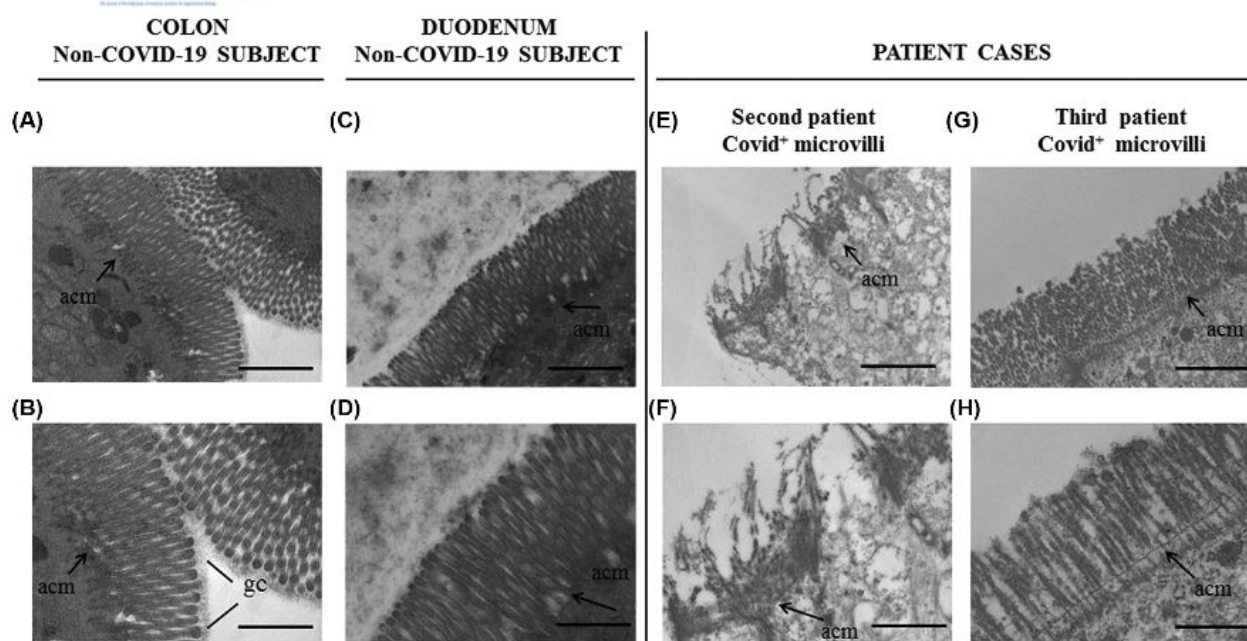 COLON
Non-COVID-19 SUBJECT
DUODENUM
Non-COVID-19 SUBJECT
PATIENT CASES
(A)
(C)
(E)
Second patient
Covid⁺ microvilli
(G)
Third patient
Covid⁺ microvilli
acm
acm
acm
acm
(B)
(D)
(F)
(H)
acm
gc
acm
acm
acm